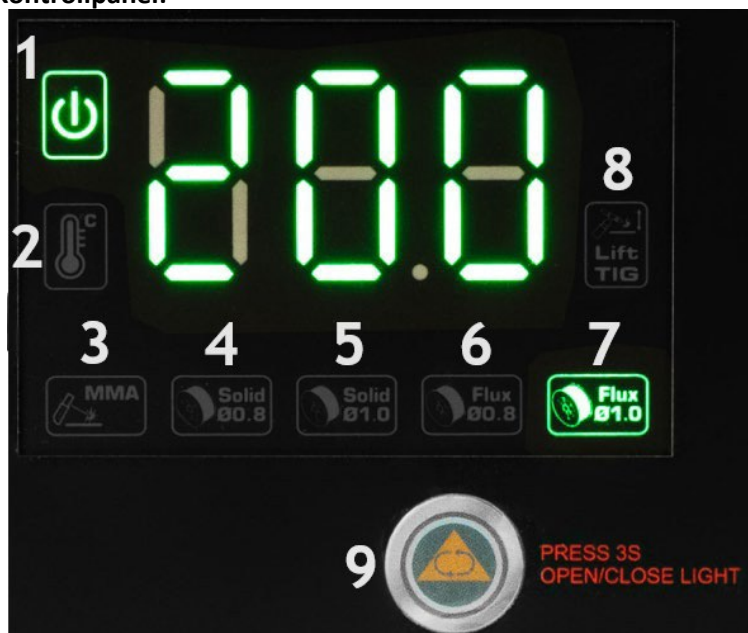 Kontrollpanel
1
200
8
°C
2
Lift
TIG
3
4
5
6
7
MMA
Solid
Ø0.8
Solid
Ø1.0
Flux
Ø0.8
Flux
Ø1.0
9
PRESS 3S
OPEN/CLOSE LIGHT